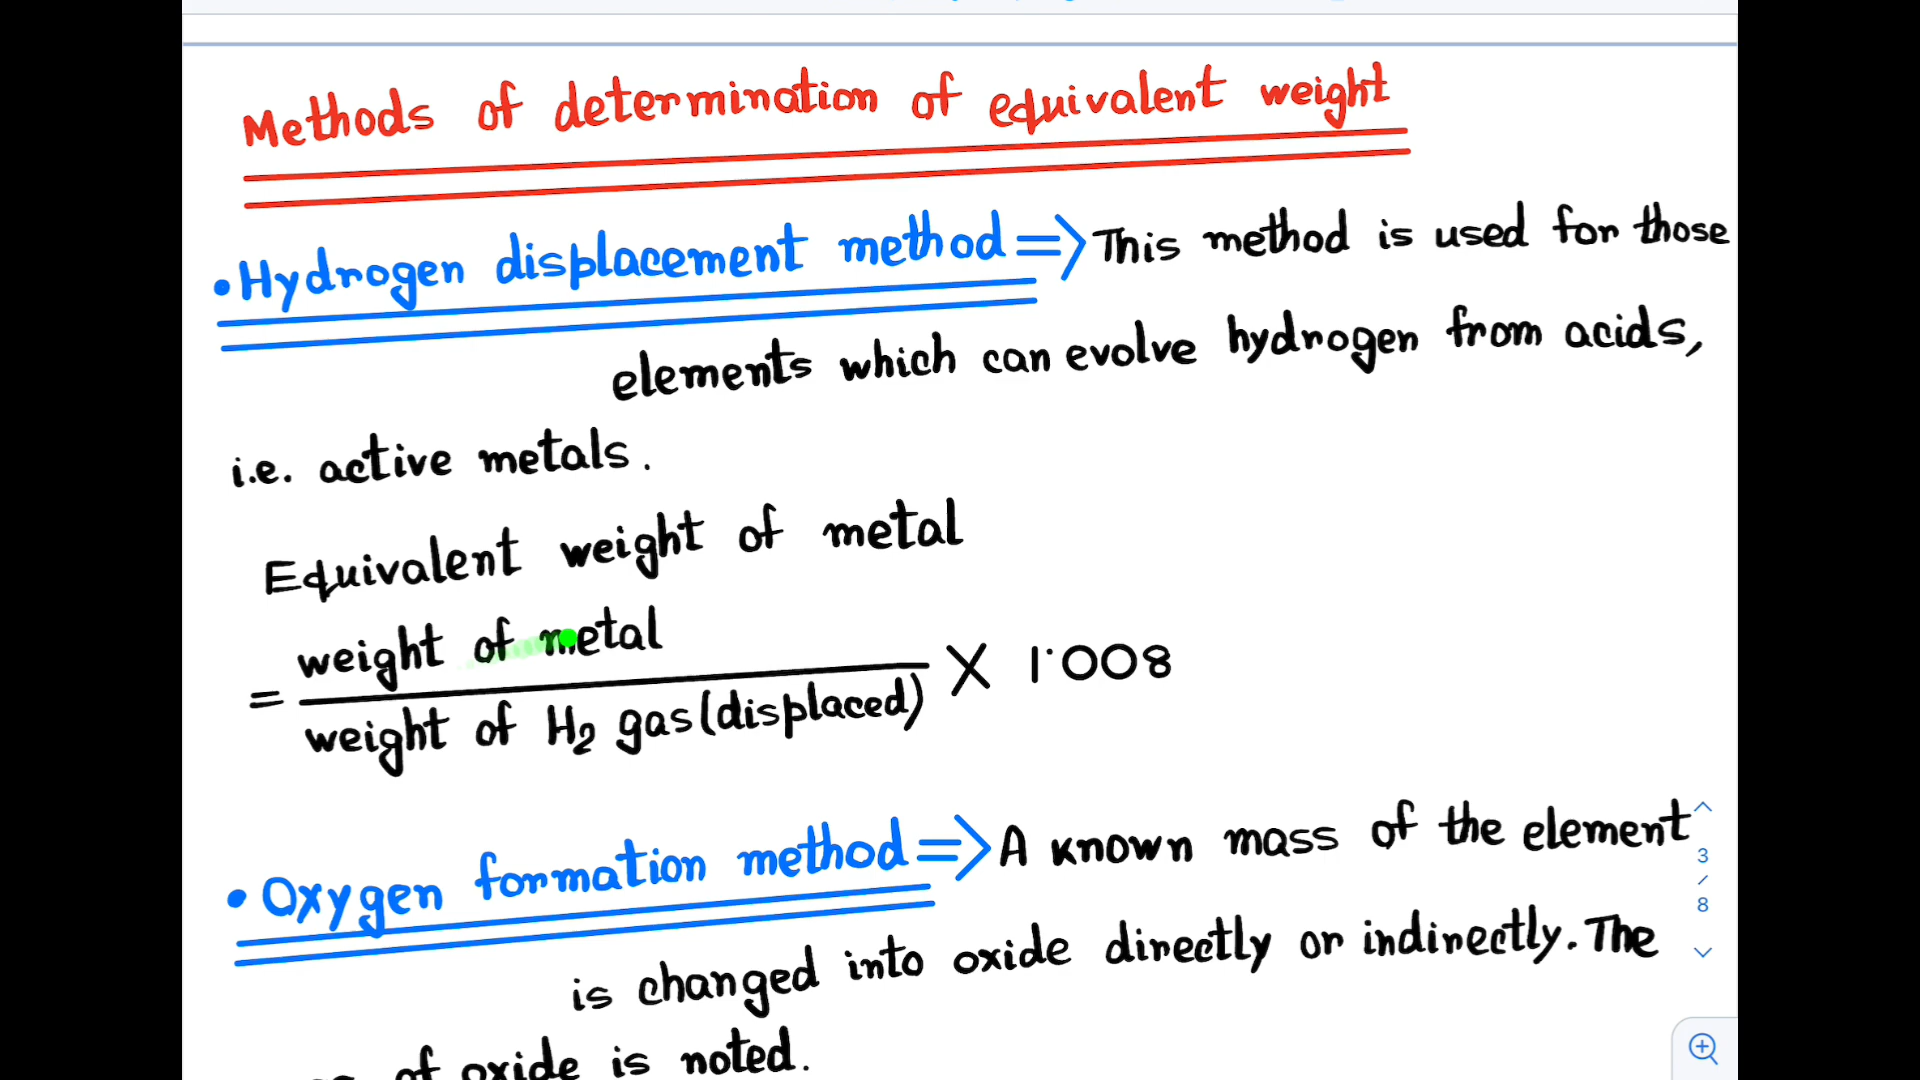 Methods of determination of equivalent weight
• Hydrogen displacement method => This method is used for those
elements which can evolve hydrogen from acids,
i.e. active metals.
Equivalent weight of metal
= weight of metal
weight of H₂ gas (displaced) X 1·008
• Oxygen formation method => A known mass of the element
is changed into oxide directly or indirectly. The
of oxide is noted.
3
/
8